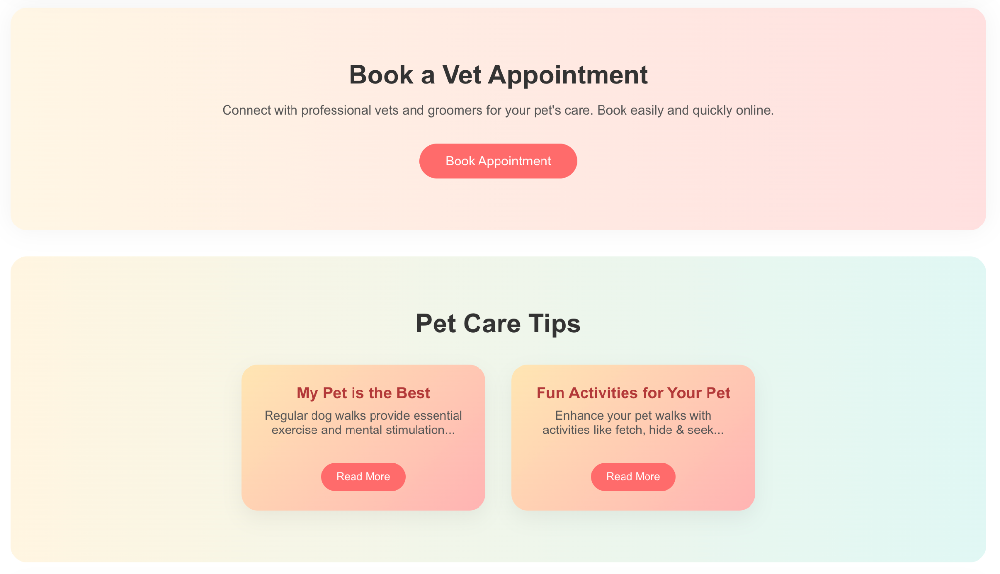 Book a Vet Appointment
Connect with professional vets and groomers for your pet's care. Book easily and quickly online.
Book Appointment
Pet Care Tips
My Pet is the Best
Regular dog walks provide essential
exercise and mental stimulation...
Read More
Fun Activities for Your Pet
Enhance your pet walks with
activities like fetch, hide & seek...
Read More